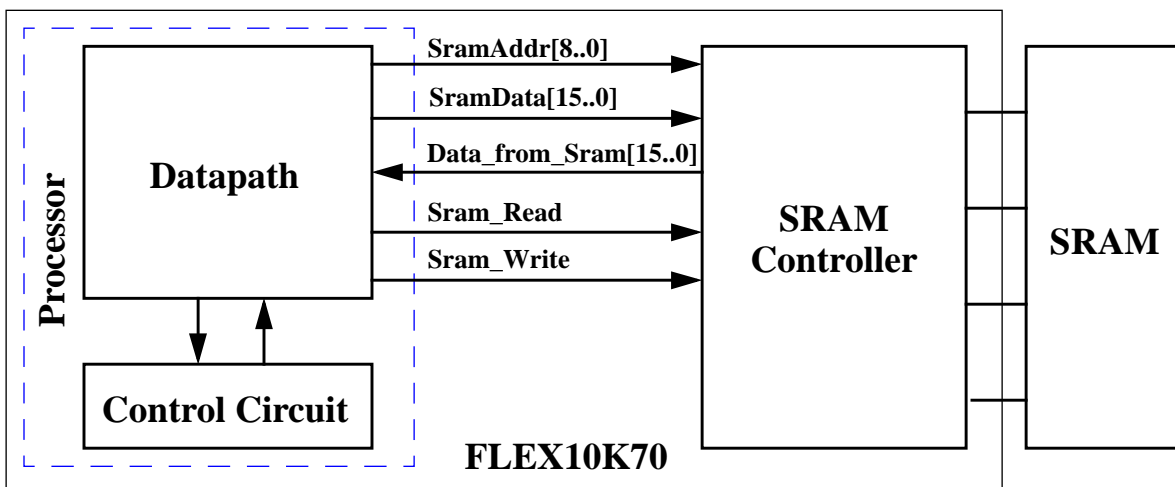 Processor
Datapath
Control Circuit
SramAddr[8..0]
SramData[15..0]
Data_from_Sram[15..0]
Sram_Read
Sram_Write
SRAM
Controller
SRAM
FLEX10K70